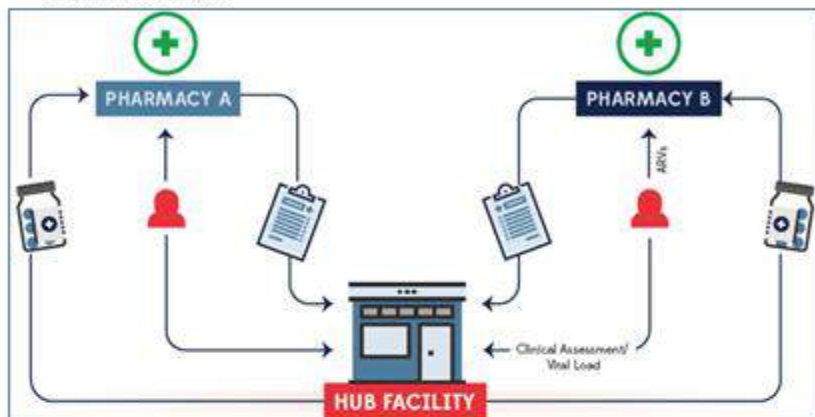 PHARMACY A
PHARMACY B
ARVs
Clinical Assessment/
Viral Load
HUB FACILITY